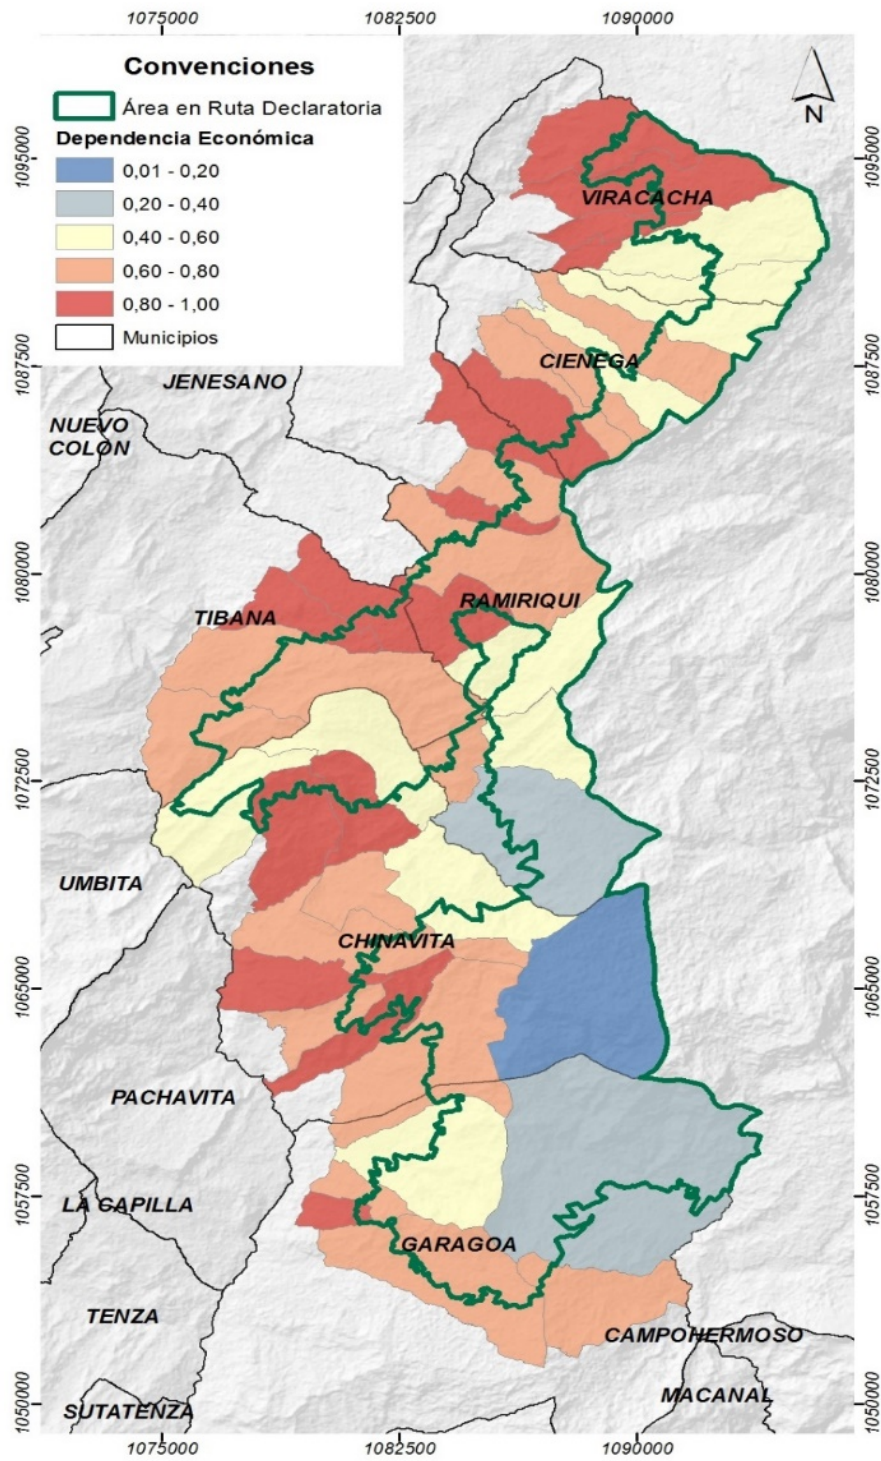 1075000 1082500 1090000
Convenciones
Área en Ruta Declaratoria
Dependencia Económica
0,01 - 0,20
0,20 - 0,40
0,40 - 0,60
0,60 - 0,80
0,80 - 1,00
Municipios
N
1095000 1095000
VIRACACHA
1087500 1087500
CIENEGA
JENESANO
NUEVO
COLON
1080000 1080000
RAMIRIQUI
TIBANA
1072500 1072500
UMBITA
CHINAVITA
1065000 1065000
PACHAVITA
1057500 1057500
LA CAPILLA
GARAGOA
TENZA
CAMPOHERMOSO
MACANAL
1050000 1050000
SUTATENZA
1075000 1082500 1090000